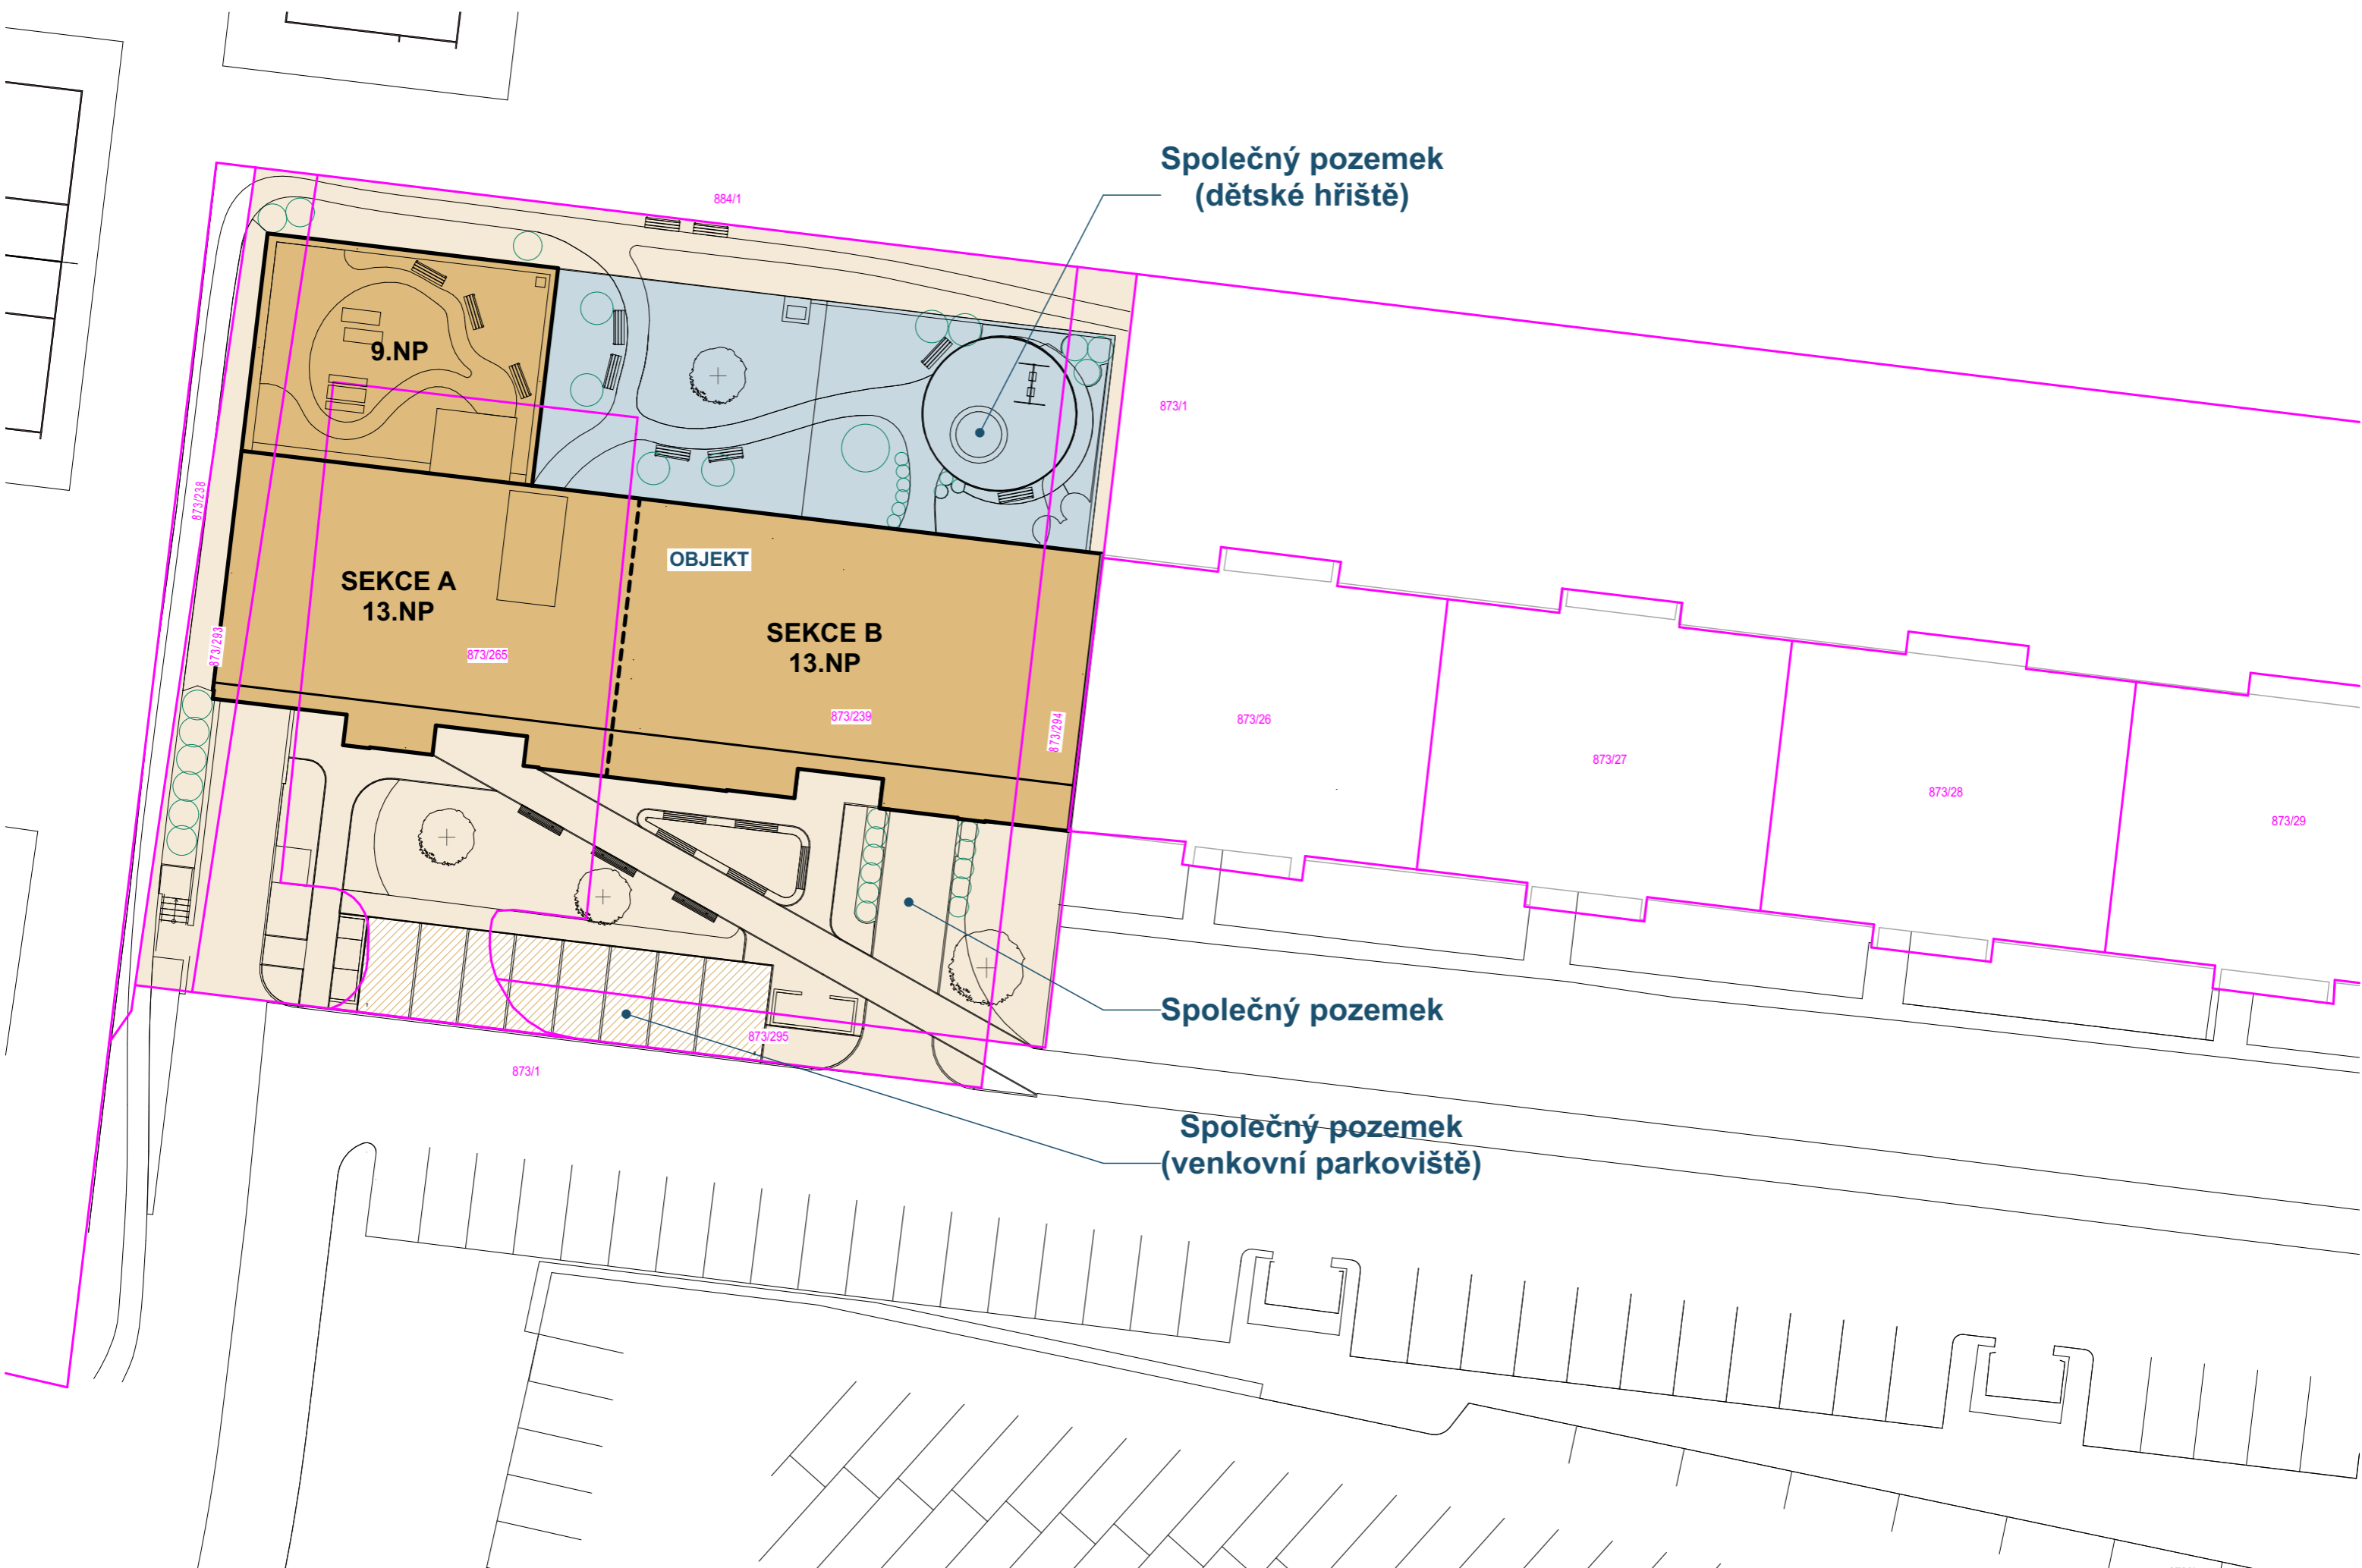 Společný pozemek
(dětské hřiště)
884/1
9.NP
873/1
873/238
OBJEKT
SEKCE A
13.NP
SEKCE B
13.NP
873/293
873/265
873/239
873/294
873/26
873/27
873/28
873/29
Společný pozemek
873/295
873/1
Společný pozemek
(venkovní parkoviště)